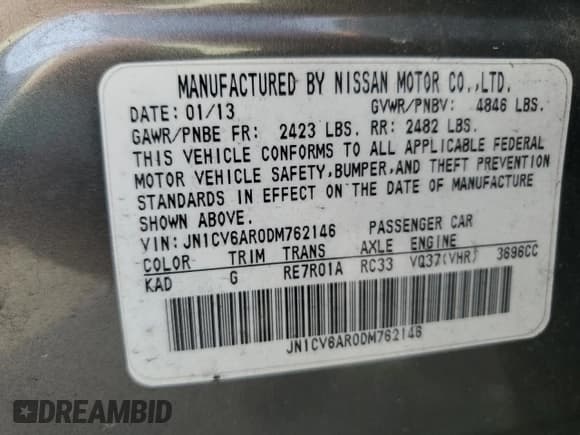 MANUFACTURED BY NISSAN MOTOR CO.,LTD.
DATE: 01/13 GVWR/PNBV: 4846 LBS.
GAWR/PNBE FR: 2423 LBS. RR: 2482 LBS.
THIS VEHICLE CONFORMS TO ALL APPLICABLE FEDERAL
MOTOR VEHICLE SAFETY,BUMPER,AND THEFT PREVENTION
STANDARDS IN EFFECT ON THE DATE OF MANUFACTURE
SHOWN ABOVE.
VIN: JN1CV6AR0DM762146 PASSENGER CAR
COLOR TRIM TRANS AXLE ENGINE
KAD G RE7R01A RC33 VQ37(VHR) 3696CC
JN1CV6AR0DM762146
DREAMBID